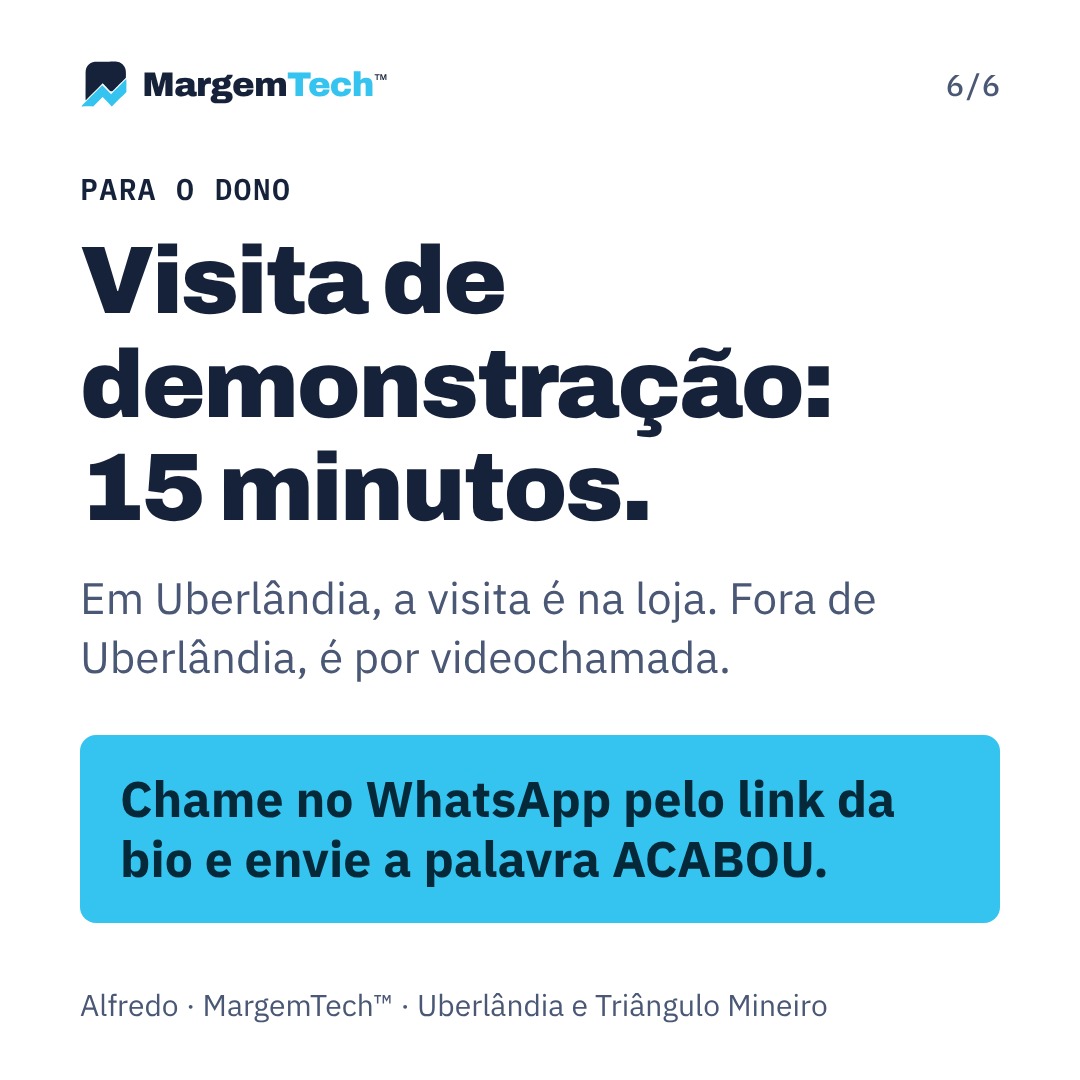 MargemTech™
6/6
PARA O DONO
Visita de
demonstração:
15 minutos.
Em Uberlândia, a visita é na loja. Fora de
Uberlândia, é por videochamada.
Chame no WhatsApp pelo link da
bio e envie a palavra ACABOU.
Alfredo · MargemTech™ · Uberlândia e Triângulo Mineiro